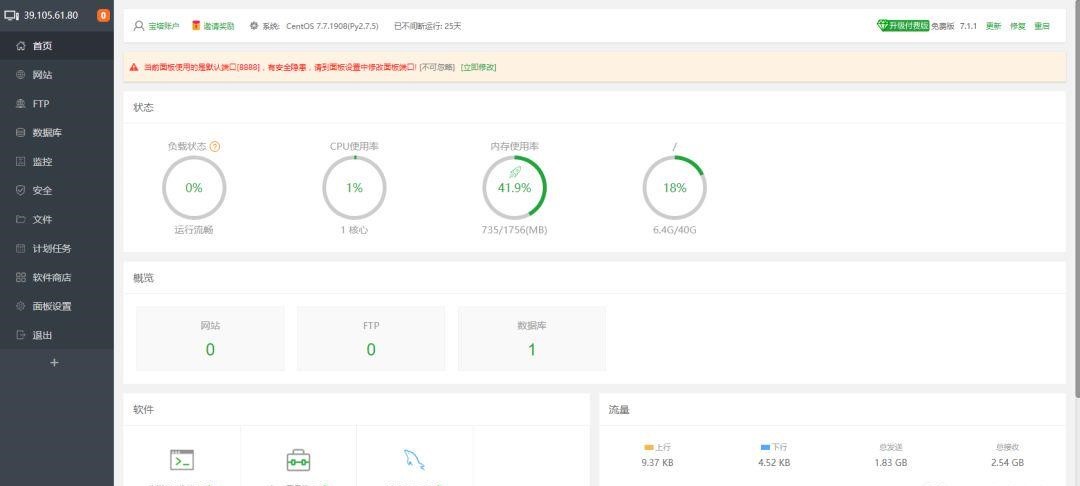 39.105.61.80 0
首页
网站
FTP
数据库
监控
安全
文件
计划任务
软件商店
面板设置
退出
+
宝塔账户 邀请奖励 系统: CentOS 7.7.1908(Py2.7.5) 已不间断运行: 25天 升级付费版 免费版 7.1.1 更新 修复 重启
当前面板使用的是默认端口[8888]，有安全隐患，请到面板设置中修改面板端口! [不可忽略] [立即修改]
状态
负载状态 ? CPU使用率 内存使用率 /
0% 1% 41.9% 18%
运行流畅 1 核心 735/1756(MB) 6.4G/40G
概览
网站 FTP 数据库
0 0 1
软件 流量
上行 下行 总发送 总接收
9.37 KB 4.52 KB 1.83 GB 2.54 GB